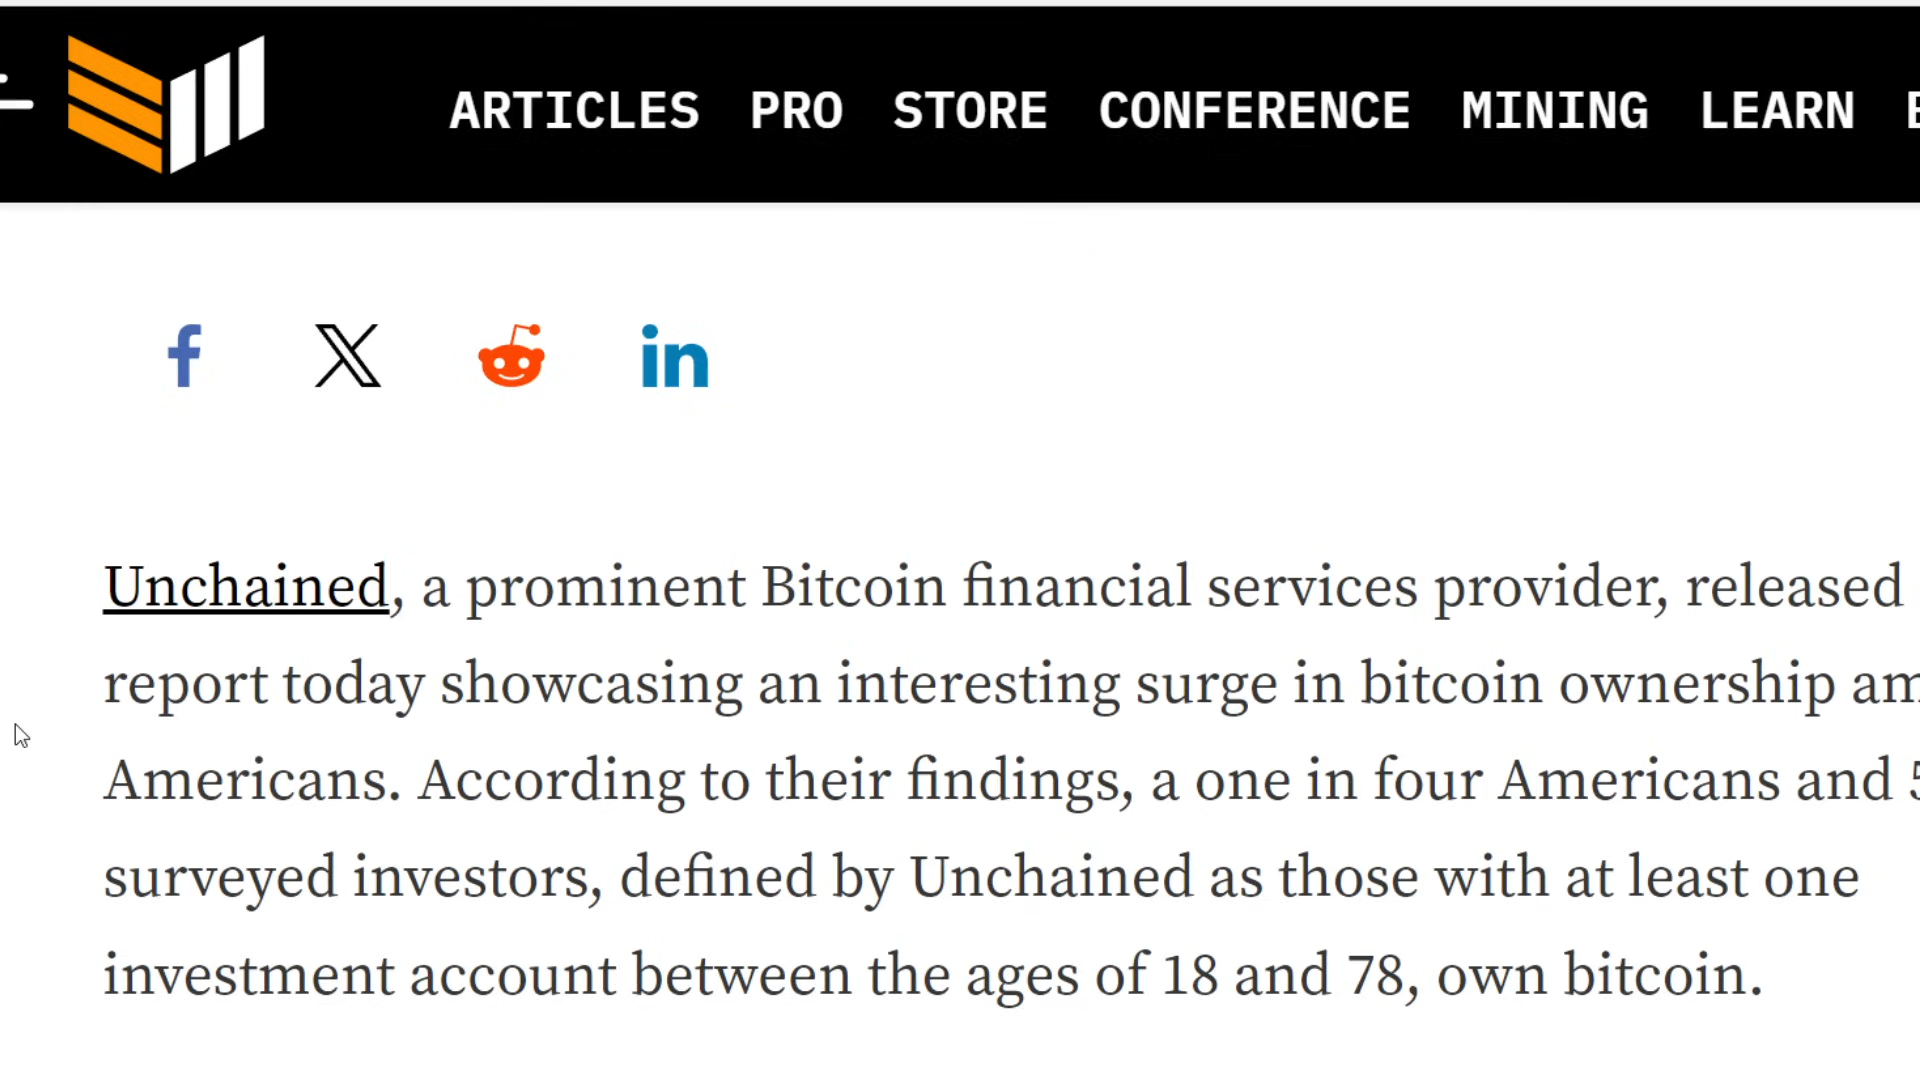 ARTICLES PRO STORE CONFERENCE MINING LEARN
Unchained, a prominent Bitcoin financial services provider, released
report today showcasing an interesting surge in bitcoin ownership
Americans. According to their findings, a one in four Americans and
surveyed investors, defined by Unchained as those with at least one
investment account between the ages of 18 and 78, own bitcoin.